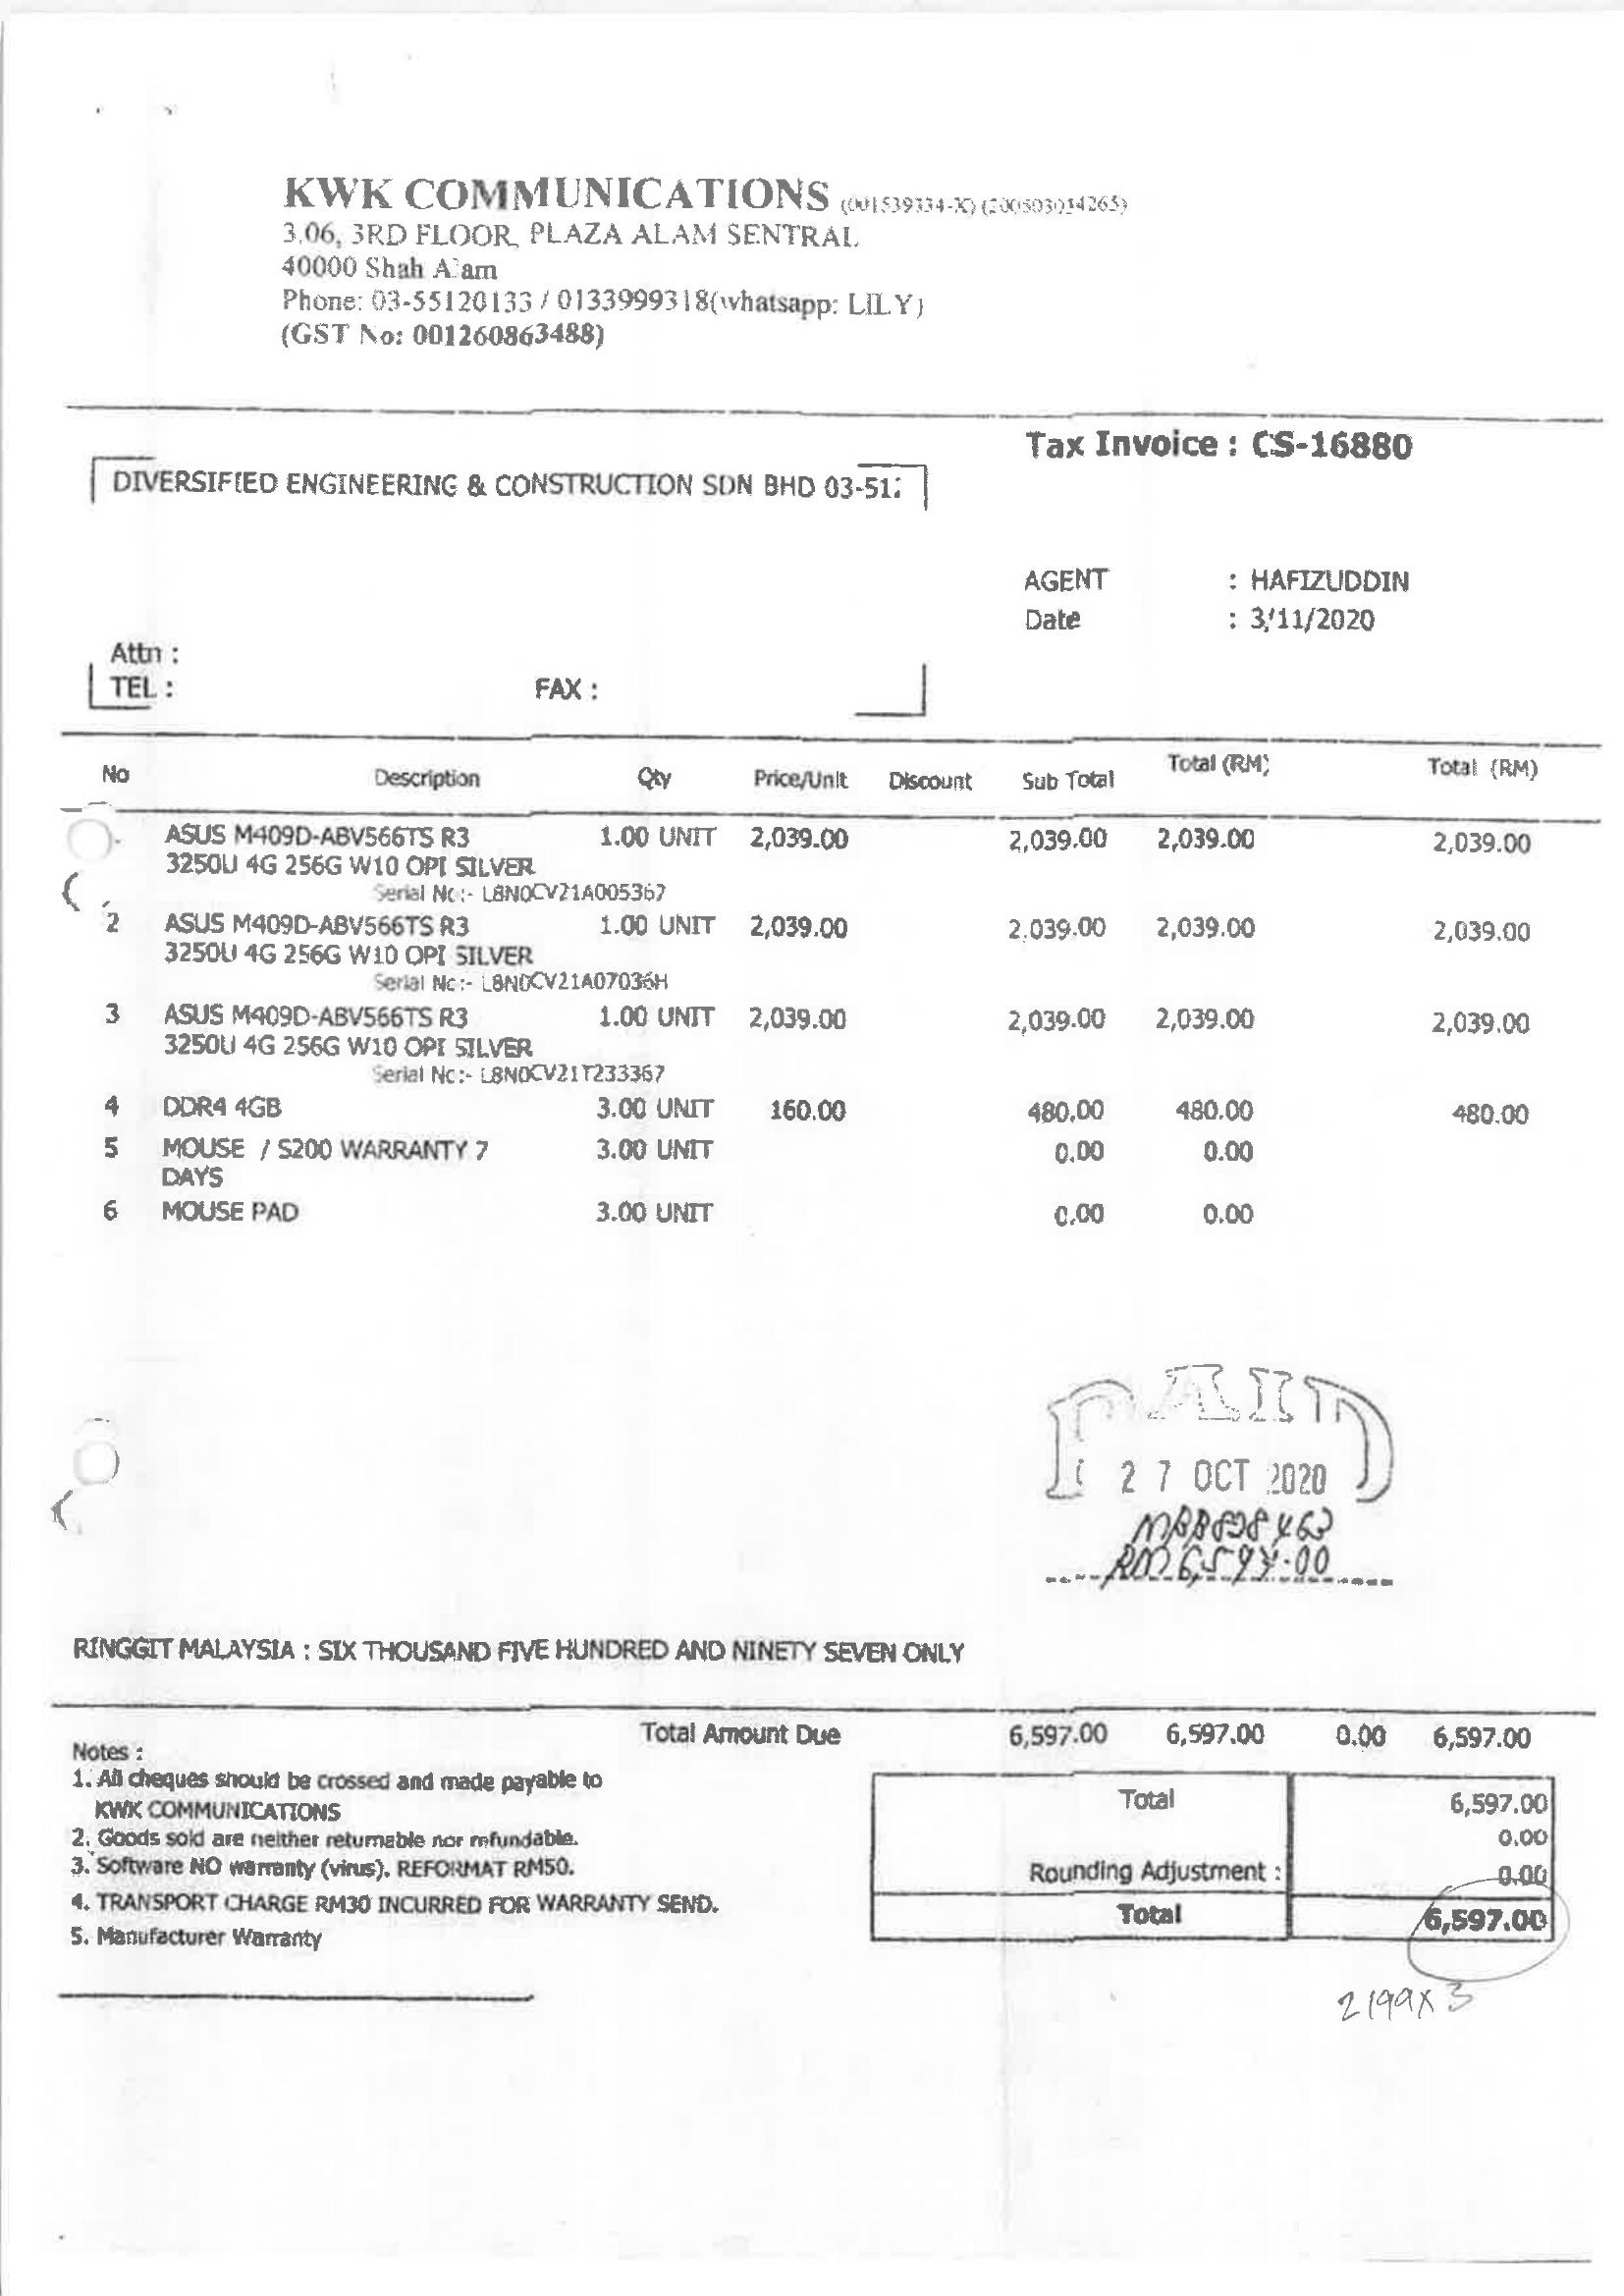 KWK COMMUNICATIONS (001539334-X) (200503014265)
3.06, 3RD FLOOR, PLAZA ALAM SENTRAL
40000 Shah Alam
Phone: 03-55120133 / 0133999318(whatsapp: LILY)
(GST No: 001260863488)
Tax Invoice : CS-16880
DIVERSIFIED ENGINEERING & CONSTRUCTION SDN BHD 03-51
AGENT : HAFIZUDDIN
Date : 3/11/2020
Attn :
TEL : FAX :
No Description Qty Price/Unit Discount Sub Total Total (RM) Total (RM)
ASUS M409D-ABV566TS R3 1.00 UNIT 2,039.00 2,039.00 2,039.00 2,039.00
3250U 4G 256G W10 OPI SILVER
Serial No:- L8N0CV21A005367
2 ASUS M409D-ABV566TS R3 1.00 UNIT 2,039.00 2.039.00 2,039.00 2,039.00
3250U 4G 256G W10 OPI SILVER
Serial No:- L8N0CV21A07036H
3 ASUS M409D-ABV566TS R3 1.00 UNIT 2,039.00 2,039.00 2,039.00 2,039.00
3250U 4G 256G W10 OPI SILVER
Serial No:- L8N0CV21T233367
4 DDR4 4GB 3.00 UNIT 160.00 480.00 480.00 480.00
5 MOUSE / S200 WARRANTY 7 3.00 UNIT 0.00 0.00
DAYS
6 MOUSE PAD 3.00 UNIT 0.00 0.00
PAID
27 OCT 2020
RM 6,597.00
RINGGIT MALAYSIA : SIX THOUSAND FIVE HUNDRED AND NINETY SEVEN ONLY
Total Amount Due 6,597.00 6,597.00 0.00 6,597.00
Notes :
1. All cheques should be crossed and made payable to
KWK COMMUNICATIONS
2. Goods sold are neither returnable nor refundable.
3. Software NO warranty (virus), REFORMAT RM50.
4. TRANSPORT CHARGE RM30 INCURRED FOR WARRANTY SEND.
5. Manufacturer Warranty
Total 6,597.00
0.00
Rounding Adjustment : 0.00
Total 6,597.00
2199x3